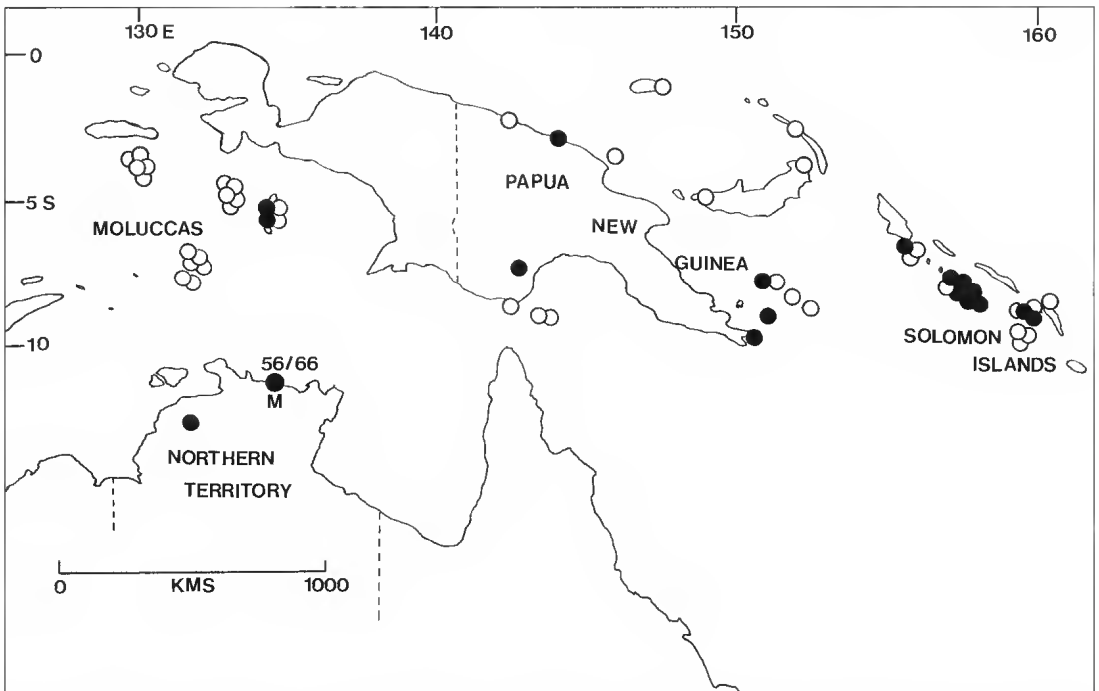 130 E 140 150 160
0
PAPUA
5 S
MOLUCCAS
NEW
GUINEA
SOLOMON
10
ISLANDS
56/66
M
NORTHERN
TERRITORY
0 KMS 1000